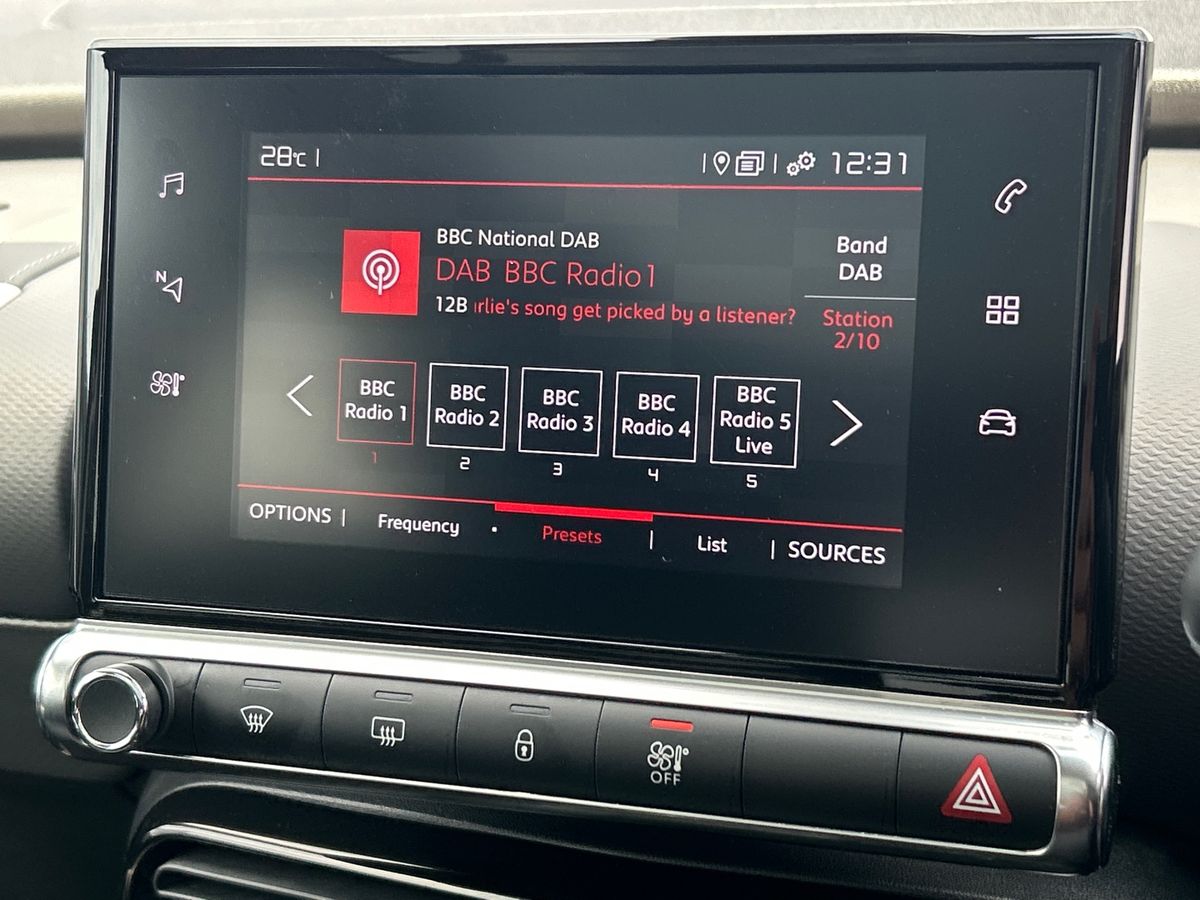 28°C
12:31
BBC National DAB
DAB BBC Radio 1
12B rlie's song get picked by a listener?
Band
DAB
Station
2/10
N
BBC
Radio 1
BBC
Radio 2
BBC
Radio 3
BBC
Radio 4
BBC
Radio 5
Live
1
2
3
4
5
OPTIONS
Frequency
Presets
List
SOURCES
OFF